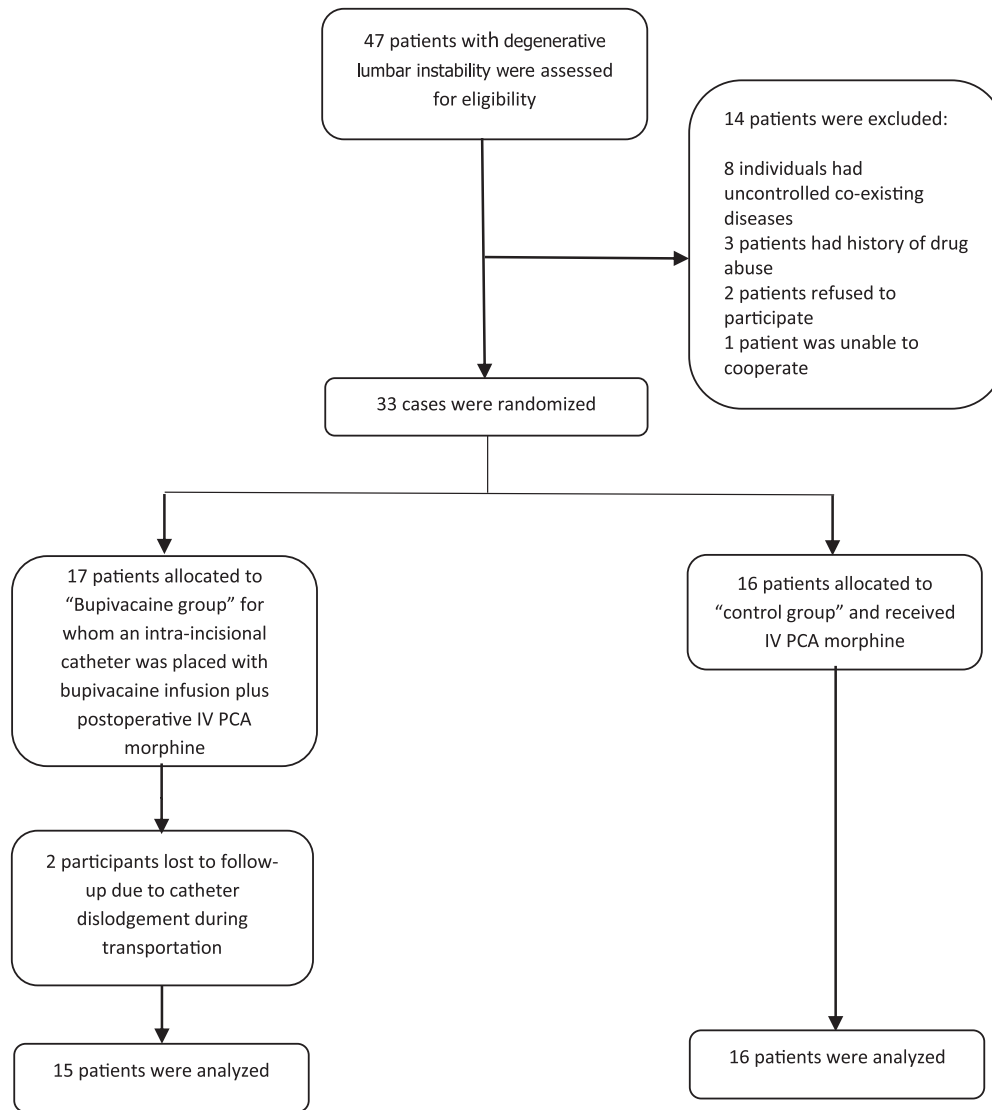 47 patients with degenerative
lumbar instability were assessed
for eligibility
14 patients were excluded:
8 individuals had
uncontrolled co-existing
diseases
3 patients had history of drug
abuse
2 patients refused to
participate
1 patient was unable to
cooperate
33 cases were randomized
17 patients allocated to
“Bupivacaine group” for
whom an intra-incisional
catheter was placed with
bupivacaine infusion plus
postoperative IV PCA
morphine
16 patients allocated to
“control group” and received
IV PCA morphine
2 participants lost to follow-
up due to catheter
dislodgement during
transportation
15 patients were analyzed
16 patients were analyzed